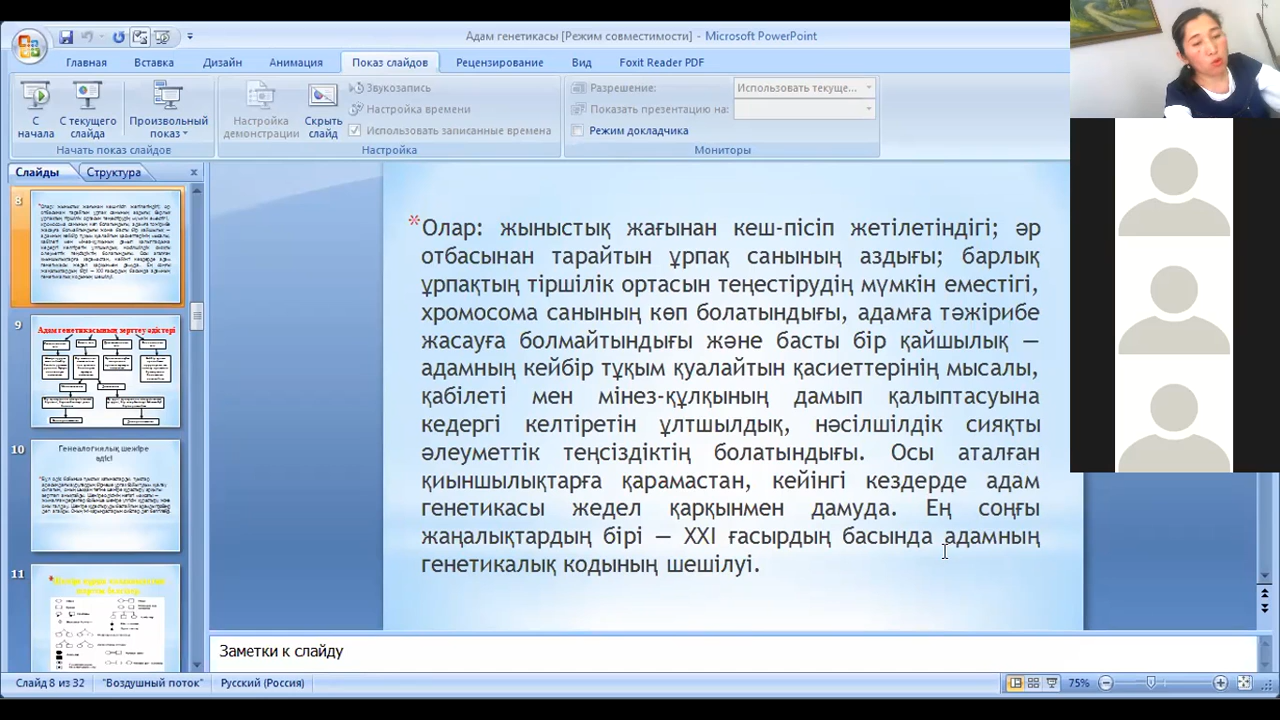 Адам генетикасы [Режим совместимости] - Microsoft PowerPoint
Главная Вставка Дизайн Анимация Показ слайдов Рецензирование Вид Foxit Reader PDF
С начала
С текущего слайда
Произвольный показ
Начать показ слайдов
Настройка демонстрации
Скрыть слайд
Звукозапись
Настройка времени
Использовать записанные времена
Настройка
Разрешение: Использовать текуще...
Показать презентацию на:
Режим докладчика
Мониторы
Слайды Структура x
8
9
Адам генетикасының зерттеу әдістері
10
Генеалогиялық шежіре
әдісі
11
*Олар: жыныстық жағынан кеш-пісіп жетілетіндігі; әр
отбасынан тарайтын ұрпақ санының аздығы; барлық
ұрпақтың тіршілік ортасын теңестірудің мүмкін еместігі,
хромосома санының көп болатындығы, адамға тәжірибе
жасауға болмайтындығы және басты бір қайшылық —
адамның кейбір тұқым қуалайтын қасиеттерінің мысалы,
қабілеті мен мінез-құлқының дамып қалыптасуына
кедергі келтіретін ұлтшылдық, нәсілшілдік сияқты
әлеуметтік теңсіздіктің болатындығы. Осы аталған
қиыншылықтарға қарамастан, кейінгі кездерде адам
генетикасы жедел қарқынмен дамуда. Ең соңғы
жаңалықтардың бірі — XXI ғасырдың басында адамның
генетикалық кодының шешілуі.
Заметки к слайду
Слайд 8 из 32 "Воздушный поток" Русский (Россия) 75%